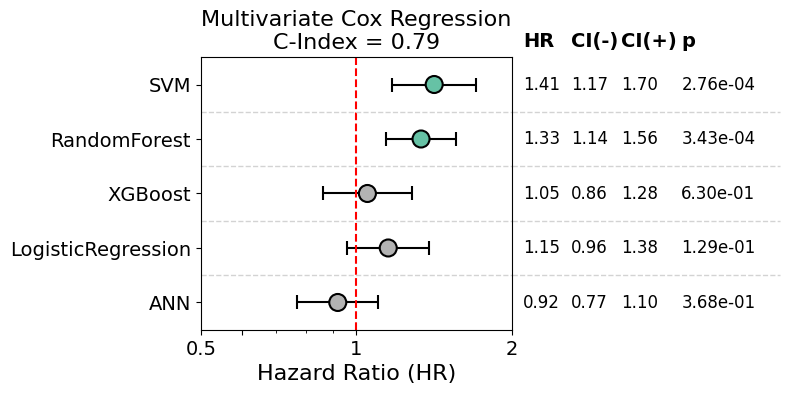 Multivariate Cox Regression
C-Index = 0.79
HR CI(-) CI(+) p
SVM 1.41 1.17 1.70 2.76e-04
RandomForest 1.33 1.14 1.56 3.43e-04
XGBoost 1.05 0.86 1.28 6.30e-01
LogisticRegression 1.15 0.96 1.38 1.29e-01
ANN 0.92 0.77 1.10 3.68e-01
0.5 1 2
Hazard Ratio (HR)